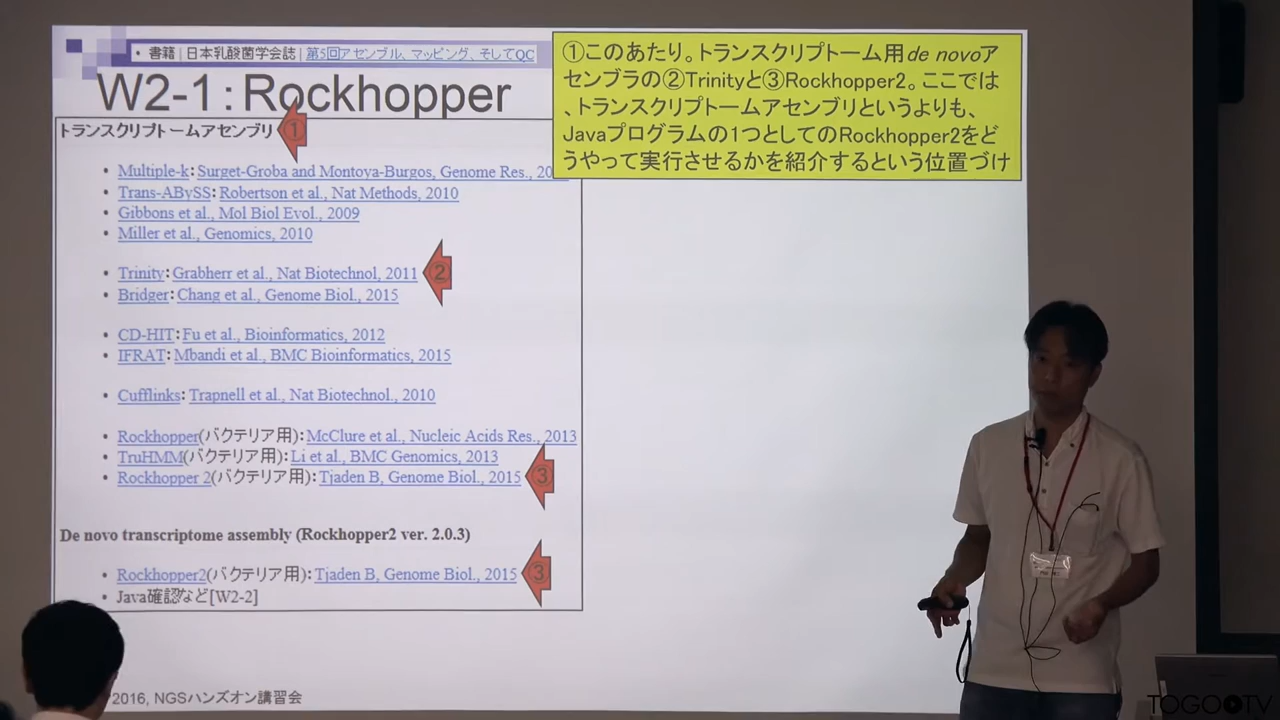 • 書籍 | 日本乳酸菌学会誌 | 第5回アセンブル、マッピング、そしてQC
W2-1：Rockhopper
①このあたり。トランスクリプトーム用de novoア
センブラの②Trinityと③Rockhopper2。ここでは
、トランスクリプトームアセンブリというよりも、
Javaプログラムの1つとしてのRockhopper2をど
うやって実行させるかを紹介するという位置づけ
トランスクリプトームアセンブリ ①
• Multiple-k：Surget-Groba and Montoya-Burgos, Genome Res., 20
• Trans-ABySS：Robertson et al., Nat Methods, 2010
• Gibbons et al., Mol Biol Evol., 2009
• Miller et al., Genomics, 2010
• Trinity：Grabherr et al., Nat Biotechnol, 2011 ②
• Bridger：Chang et al., Genome Biol., 2015
• CD-HIT：Fu et al., Bioinformatics, 2012
• IFRAT：Mbandi et al., BMC Bioinformatics, 2015
• Cufflinks：Trapnell et al., Nat Biotechnol., 2010
• Rockhopper(バクテリア用)：McClure et al., Nucleic Acids Res., 2013
• TruHMM(バクテリア用)：Li et al., BMC Genomics, 2013
• Rockhopper 2(バクテリア用)：Tjaden B, Genome Biol., 2015 ③
De novo transcriptome assembly (Rockhopper2 ver. 2.0.3)
• Rockhopper2(バクテリア用)：Tjaden B, Genome Biol., 2015 ③
• Java確認など[W2-2]
2016, NGSハンズオン講習会
TOGOTV